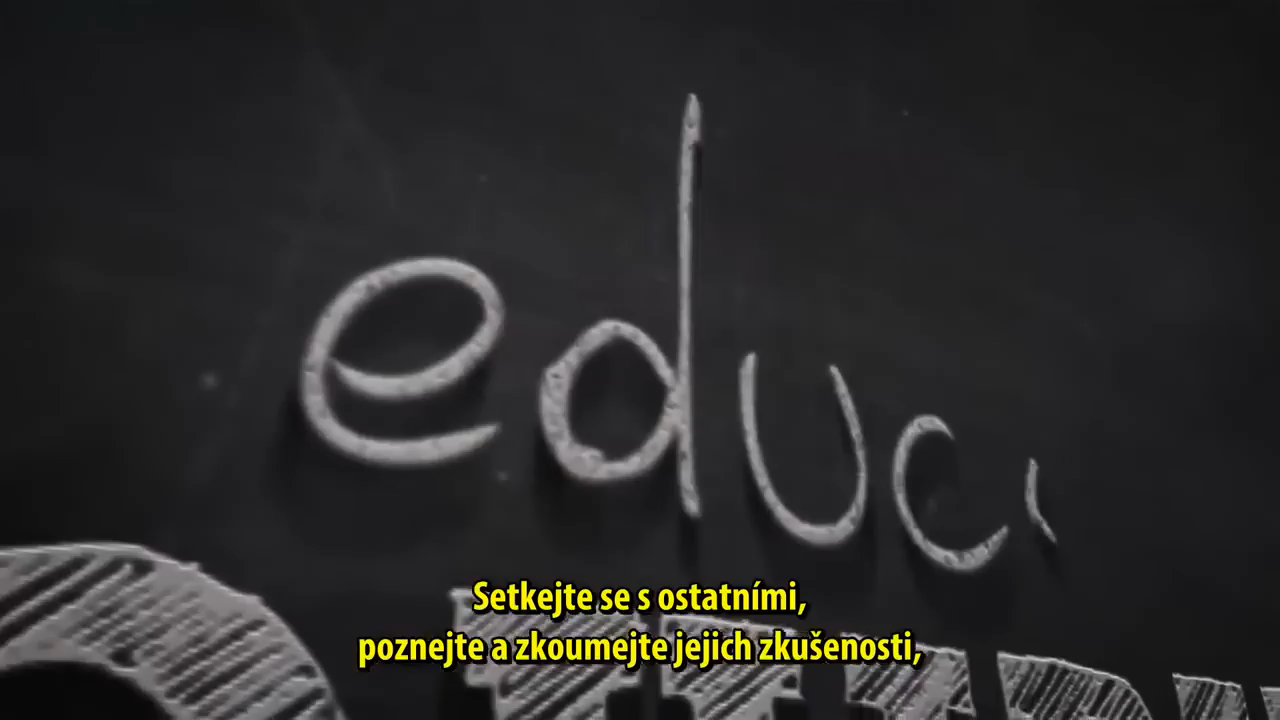 educ
Setkejte se s ostatními,
poznejte a zkoumejte jejich zkušenosti,